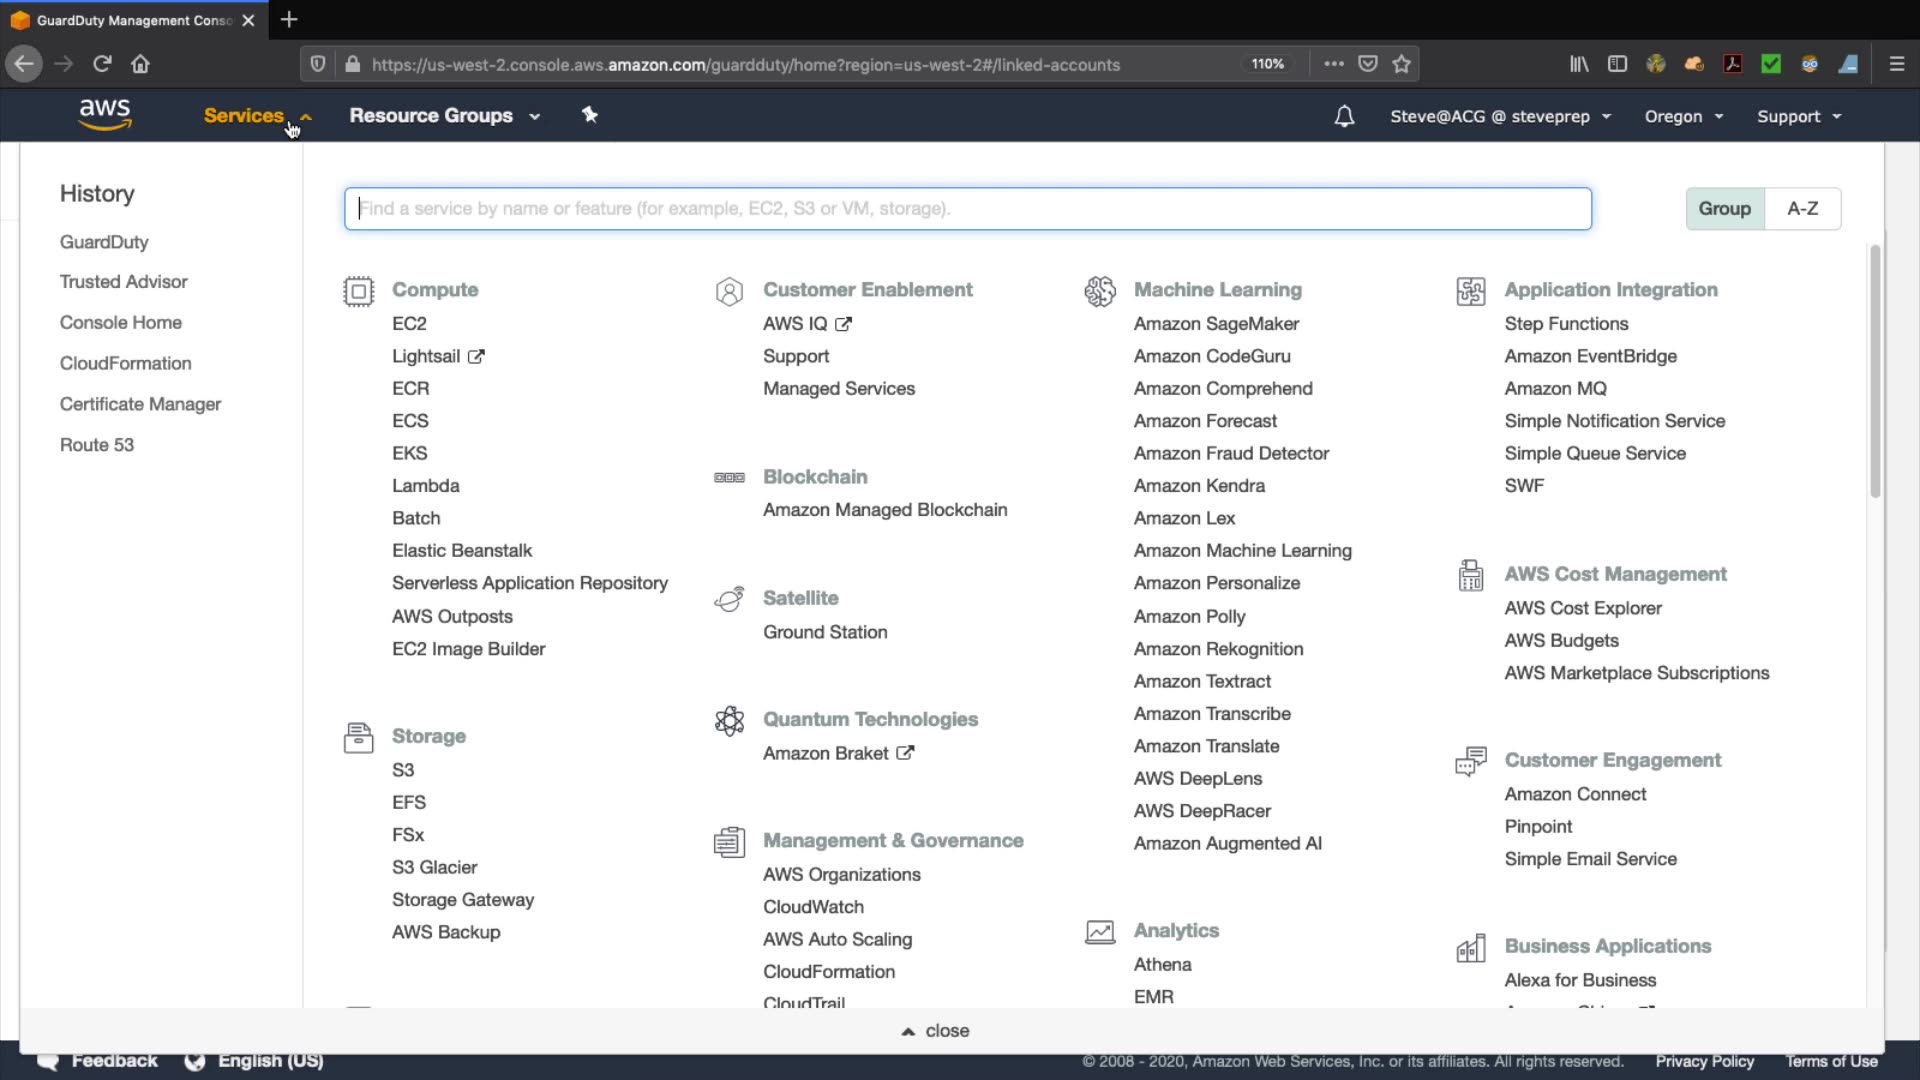 GuardDuty Management Conso
https://us-west-2.console.aws.amazon.com/guardduty/home?region=us-west-2#/linked-accounts
110%
aws
Services
Resource Groups
Steve@ACG @ steveprep
Oregon
Support
History
GuardDuty
Trusted Advisor
Console Home
CloudFormation
Certificate Manager
Route 53
Find a service by name or feature (for example, EC2, S3 or VM, storage).
Group
A-Z
Compute
EC2
Lightsail
ECR
ECS
EKS
Lambda
Batch
Elastic Beanstalk
Serverless Application Repository
AWS Outposts
EC2 Image Builder
Storage
S3
EFS
FSx
S3 Glacier
Storage Gateway
AWS Backup
Customer Enablement
AWS IQ
Support
Managed Services
Blockchain
Amazon Managed Blockchain
Satellite
Ground Station
Quantum Technologies
Amazon Braket
Management & Governance
AWS Organizations
CloudWatch
AWS Auto Scaling
CloudFormation
CloudTrail
Machine Learning
Amazon SageMaker
Amazon CodeGuru
Amazon Comprehend
Amazon Forecast
Amazon Fraud Detector
Amazon Kendra
Amazon Lex
Amazon Machine Learning
Amazon Personalize
Amazon Polly
Amazon Rekognition
Amazon Textract
Amazon Transcribe
Amazon Translate
AWS DeepLens
AWS DeepRacer
Amazon Augmented AI
Analytics
Athena
EMR
Application Integration
Step Functions
Amazon EventBridge
Amazon MQ
Simple Notification Service
Simple Queue Service
SWF
AWS Cost Management
AWS Cost Explorer
AWS Budgets
AWS Marketplace Subscriptions
Customer Engagement
Amazon Connect
Pinpoint
Simple Email Service
Business Applications
Alexa for Business
close
Feedback
English (US)
© 2008 - 2020, Amazon Web Services, Inc. or its affiliates. All rights reserved.
Privacy Policy
Terms of Use